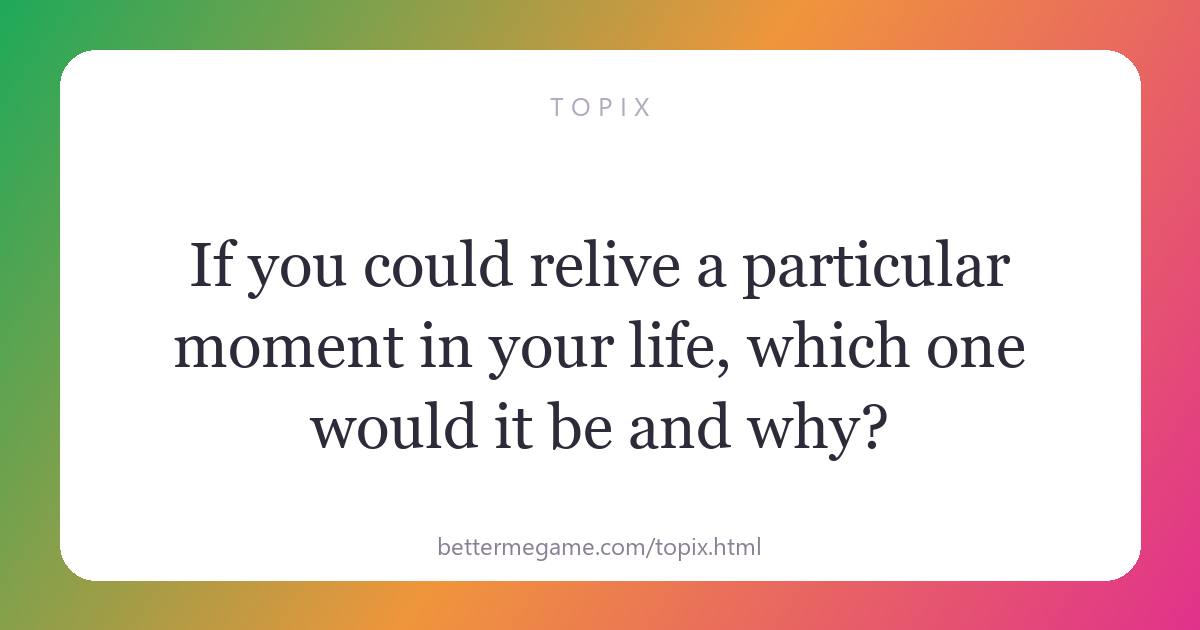 TOPIX
If you could relive a particular
moment in your life, which one
would it be and why?
bettermegame.com/topix.html